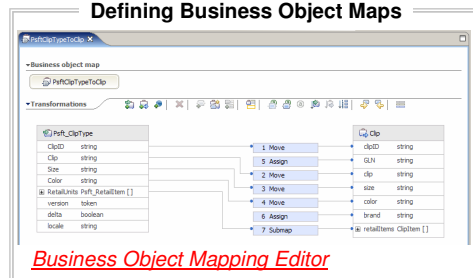 Defining Business Object Maps
PsftClipTypeToClip
Business object map
PsftClipTypeToClip
Transformations
Psft_ClipType
ClipID string
Clip string
Size string
Color string
RetailUnits Psft_RetailItem []
version token
delta boolean
locale string
1 Move
5 Assign
2 Move
3 Move
4 Move
6 Assign
7 Submap
Clip
clipID string
GLN string
clip string
size string
color string
brand string
retailItems ClipItem []
Business Object Mapping Editor